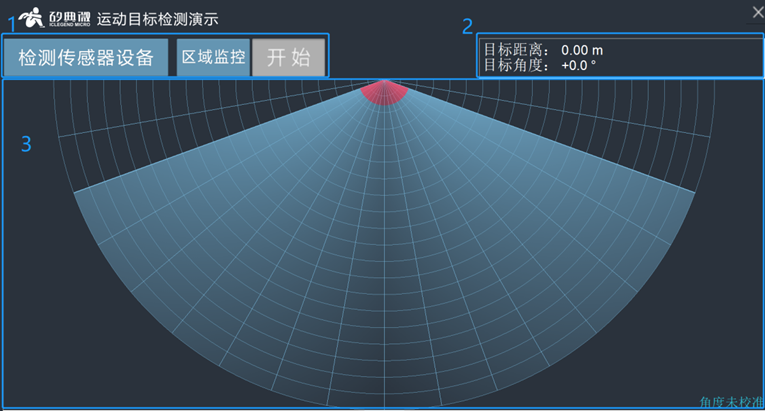 1
矽典微
ICLEGEND MICRO
运动目标检测演示
2
检测传感器设备
区域监控
开始
目标距离： 0.00 m
目标角度： +0.0 °
3
角度未校准